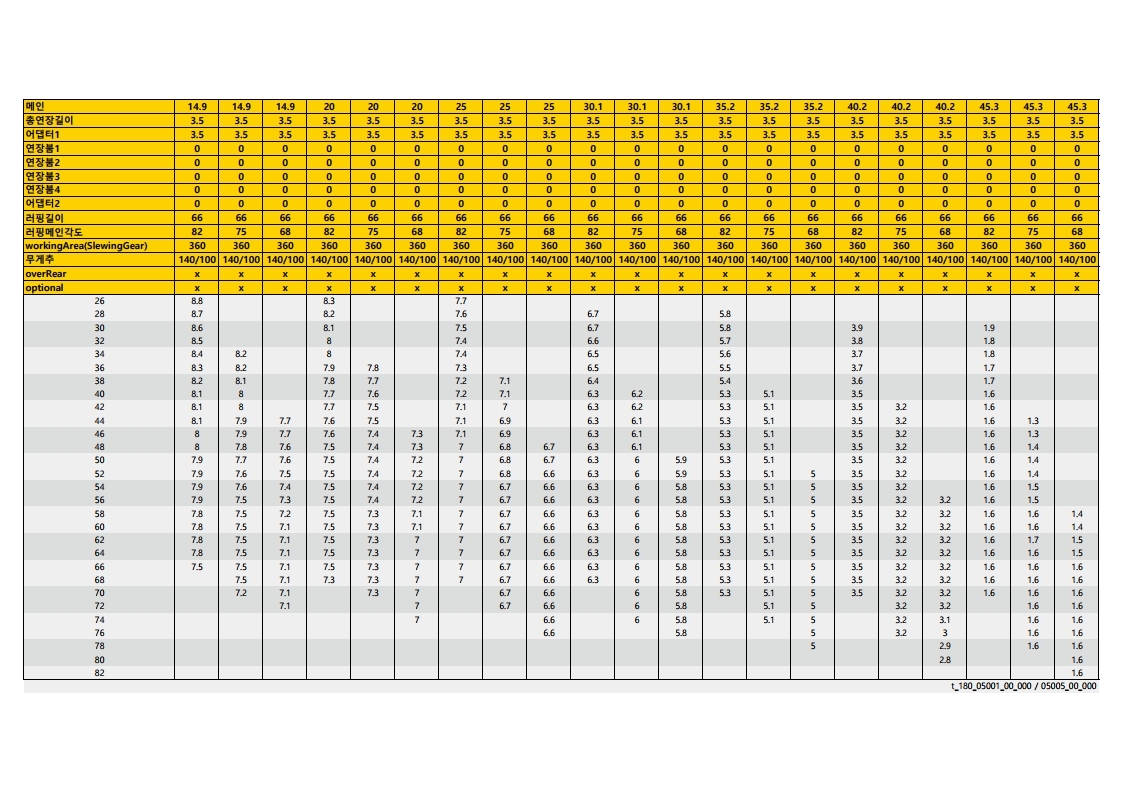 메인 14.9 14.9 14.9 20 20 20 25 25 25 30.1 30.1 30.1 35.2 35.2 35.2 40.2 40.2 40.2 45.3 45.3 45.3
총연장길이 3.5 3.5 3.5 3.5 3.5 3.5 3.5 3.5 3.5 3.5 3.5 3.5 3.5 3.5 3.5 3.5 3.5 3.5 3.5 3.5 3.5
어댑터1 3.5 3.5 3.5 3.5 3.5 3.5 3.5 3.5 3.5 3.5 3.5 3.5 3.5 3.5 3.5 3.5 3.5 3.5 3.5 3.5 3.5
연장붐1 0 0 0 0 0 0 0 0 0 0 0 0 0 0 0 0 0 0 0 0 0
연장붐2 0 0 0 0 0 0 0 0 0 0 0 0 0 0 0 0 0 0 0 0 0
연장붐3 0 0 0 0 0 0 0 0 0 0 0 0 0 0 0 0 0 0 0 0 0
연장붐4 0 0 0 0 0 0 0 0 0 0 0 0 0 0 0 0 0 0 0 0 0
어댑터2 0 0 0 0 0 0 0 0 0 0 0 0 0 0 0 0 0 0 0 0 0
러핑길이 66 66 66 66 66 66 66 66 66 66 66 66 66 66 66 66 66 66 66 66 66
러핑메인각도 82 75 68 82 75 68 82 75 68 82 75 68 82 75 68 82 75 68 82 75 68
workingArea(SlewingGear) 360 360 360 360 360 360 360 360 360 360 360 360 360 360 360 360 360 360 360 360 360
무게추 140/100 140/100 140/100 140/100 140/100 140/100 140/100 140/100 140/100 140/100 140/100 140/100 140/100 140/100 140/100 140/100 140/100 140/100 140/100 140/100 140/100
overRear x x x x x x x x x x x x x x x x x x x x x
optional x x x x x x x x x x x x x x x x x x x x x
26 8.8 8.3 7.7
28 8.7 8.2 7.6 6.7 5.8
30 8.6 8.1 7.5 6.7 5.8 3.9 1.9
32 8.5 8 7.4 6.6 5.7 3.8 1.8
34 8.4 8.2 8 7.4 6.5 5.6 3.7 1.8
36 8.3 8.2 7.9 7.8 7.3 6.5 5.5 3.7 1.7
38 8.2 8.1 7.8 7.7 7.2 7.1 6.4 5.4 3.6 1.7
40 8.1 8 7.7 7.6 7.2 7.1 6.3 6.2 5.3 5.1 3.5 1.6
42 8.1 8 7.7 7.5 7.1 7 6.3 6.2 5.3 5.1 3.5 3.2 1.6
44 8.1 7.9 7.7 7.6 7.5 7.1 6.9 6.3 6.1 5.3 5.1 3.5 3.2 1.6 1.3
46 8 7.9 7.7 7.6 7.4 7.3 7.1 6.9 6.3 6.1 5.3 5.1 3.5 3.2 1.6 1.3
48 8 7.8 7.6 7.5 7.4 7.3 7 6.8 6.7 6.3 6.1 5.3 5.1 3.5 3.2 1.6 1.4
50 7.9 7.7 7.6 7.5 7.4 7.2 7 6.8 6.7 6.3 6 5.9 5.3 5.1 3.5 3.2 1.6 1.4
52 7.9 7.6 7.5 7.5 7.4 7.2 7 6.8 6.6 6.3 6 5.9 5.3 5.1 5 3.5 3.2 1.6 1.4
54 7.9 7.6 7.4 7.5 7.4 7.2 7 6.7 6.6 6.3 6 5.8 5.3 5.1 5 3.5 3.2 1.6 1.5
56 7.9 7.5 7.3 7.5 7.4 7.2 7 6.7 6.6 6.3 6 5.8 5.3 5.1 5 3.5 3.2 3.2 1.6 1.5
58 7.8 7.5 7.2 7.5 7.3 7.1 7 6.7 6.6 6.3 6 5.8 5.3 5.1 5 3.5 3.2 3.2 1.6 1.6 1.4
60 7.8 7.5 7.1 7.5 7.3 7.1 7 6.7 6.6 6.3 6 5.8 5.3 5.1 5 3.5 3.2 3.2 1.6 1.6 1.4
62 7.8 7.5 7.1 7.5 7.3 7 7 6.7 6.6 6.3 6 5.8 5.3 5.1 5 3.5 3.2 3.2 1.6 1.7 1.5
64 7.8 7.5 7.1 7.5 7.3 7 7 6.7 6.6 6.3 6 5.8 5.3 5.1 5 3.5 3.2 3.2 1.6 1.6 1.5
66 7.5 7.5 7.1 7.5 7.3 7 7 6.7 6.6 6.3 6 5.8 5.3 5.1 5 3.5 3.2 3.2 1.6 1.6 1.6
68 7.5 7.1 7.3 7.3 7 7 6.7 6.6 6.3 6 5.8 5.3 5.1 5 3.5 3.2 3.2 1.6 1.6 1.6
70 7.2 7.1 7.3 7 6.7 6.6 6 5.8 5.3 5.1 5 3.5 3.2 3.2 1.6 1.6 1.6
72 7.1 7 6.7 6.6 6 5.8 5.1 5 3.2 3.2 1.6 1.6
74 7 6.6 6 5.8 5.1 5 3.2 3.1 1.6 1.6
76 6.6 5.8 5 3.2 3 1.6 1.6
78 5 2.9 1.6 1.6
80 2.8 1.6
82 1.6
t_180_05001_00_000 / 05005_00_000